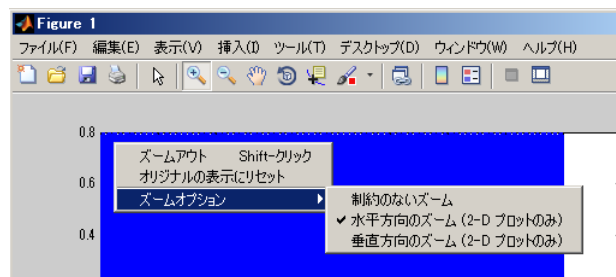 Figure 1
ファイル(F) 編集(E) 表示(V) 挿入(I) ツール(T) デスクトップ(D) ウィンドウ(W) ヘルプ(H)
0.8
ズームアウト Shift-クリック
オリジナルの表示にリセット
0.6
ズームオプション
制約のないズーム
水平方向のズーム (2-D プロットのみ)
0.4
垂直方向のズーム (2-D プロットのみ)